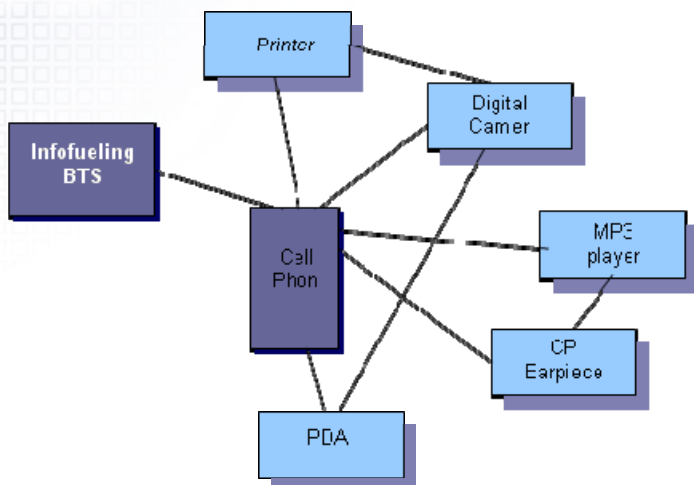 Printer
Digital
Camer
Infofueling
BTS
Cell
Phon
MP3
player
CP
Earpiece
PDA